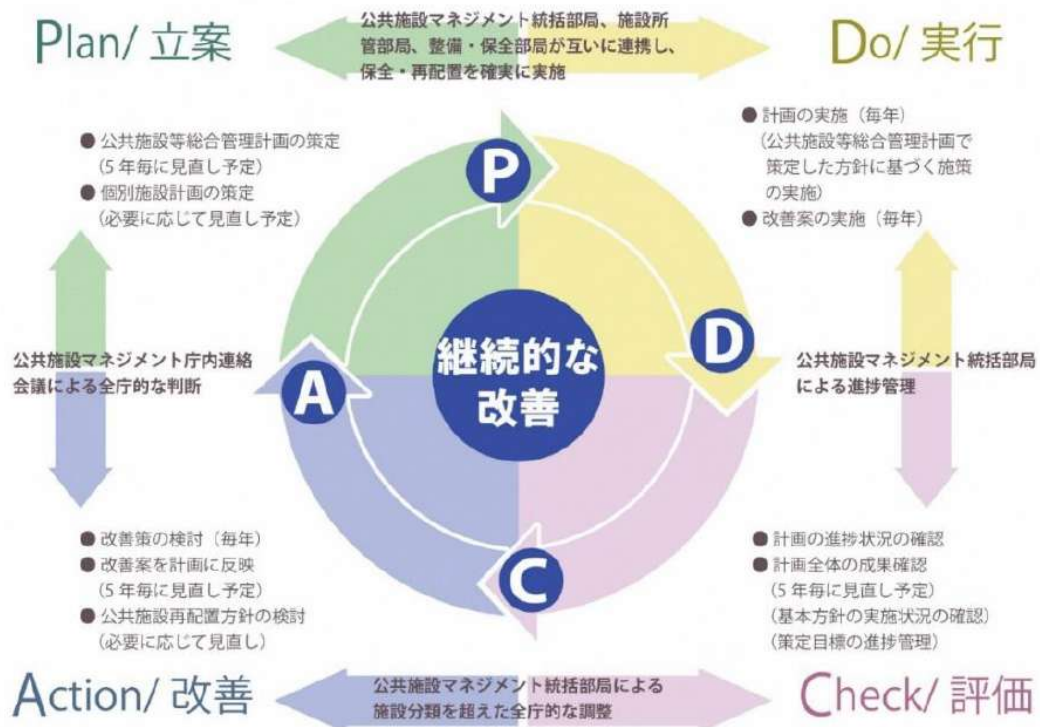 Plan/ 立案
公共施設マネジメント統括部局、施設所
管部局、整備・保全部局が互いに連携し、
保全・再配置を確実に実施
Do/ 実行
● 公共施設等総合管理計画の策定
(5年毎に見直し予定)
● 個別施設計画の策定
(必要に応じて見直し予定)
● 計画の実施（毎年）
(公共施設等総合管理計画で
策定した方針に基づく施策
の実施)
● 改善案の実施（毎年）
P
D
公共施設マネジメント庁内連絡
会議による全庁的な判断
A
継続的な
改善
公共施設マネジメント統括部局
による進捗管理
C
● 改善策の検討（毎年）
● 改善案を計画に反映
(5年毎に見直し予定)
● 公共施設再配置方針の検討
(必要に応じて見直し)
● 計画の進捗状況の確認
● 計画全体の成果確認
(5年毎に見直し予定)
(基本方針の実施状況の確認)
(策定目標の進捗管理)
Action/ 改善
公共施設マネジメント統括部局による
施設分類を超えた全庁的な調整
Check/ 評価